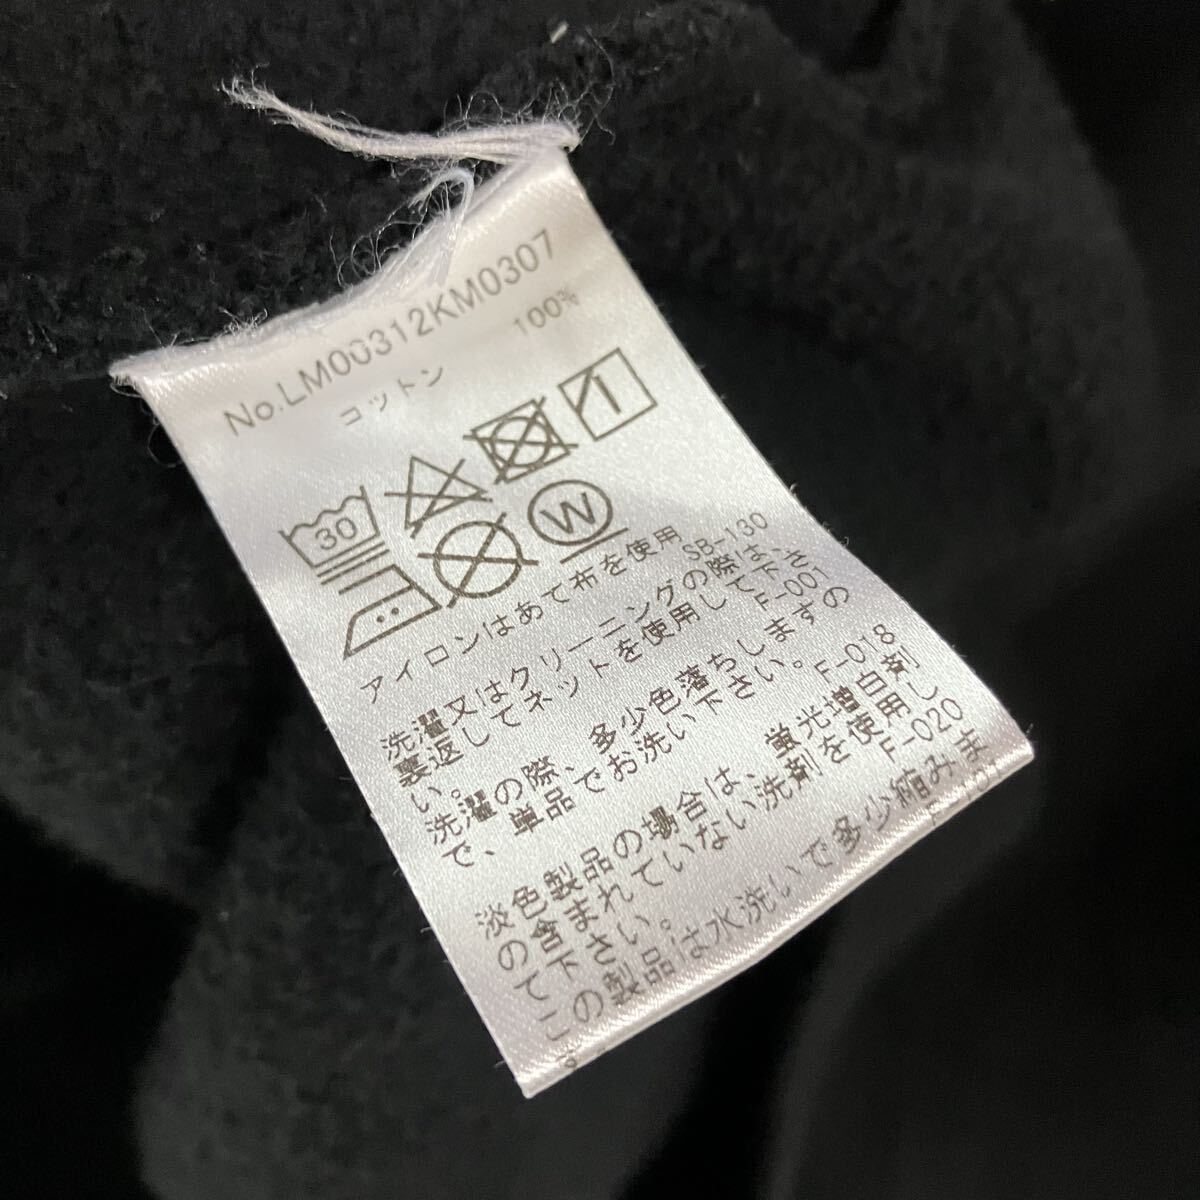 No.LM00312KM0307
コットン 100%
30
W
アイロンはあて布を使用
SB-130
洗濯又はクリーニングの際は、
裏返してネットを使用して下さ
い。 F-001
洗濯の際、多少色落ちしますの
で、単品でお洗い下さい。
F-018
淡色製品の場合は、蛍光増白剤
の含まれていない洗剤を使用し
て下さい。 F-020
この製品は水洗いで多少縮みま